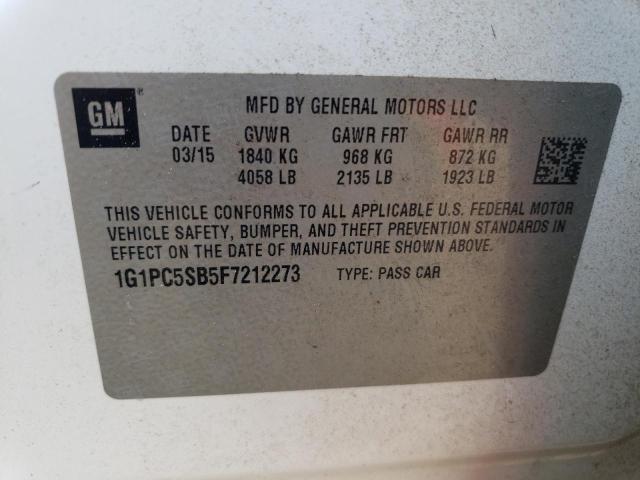 GM
MFD BY GENERAL MOTORS LLC
DATE GVWR GAWR FRT GAWR RR
03/15 1840 KG 968 KG 872 KG
4058 LB 2135 LB 1923 LB
THIS VEHICLE CONFORMS TO ALL APPLICABLE U.S. FEDERAL MOTOR
VEHICLE SAFETY, BUMPER, AND THEFT PREVENTION STANDARDS IN
EFFECT ON THE DATE OF MANUFACTURE SHOWN ABOVE.
1G1PC5SB5F7212273 TYPE: PASS CAR